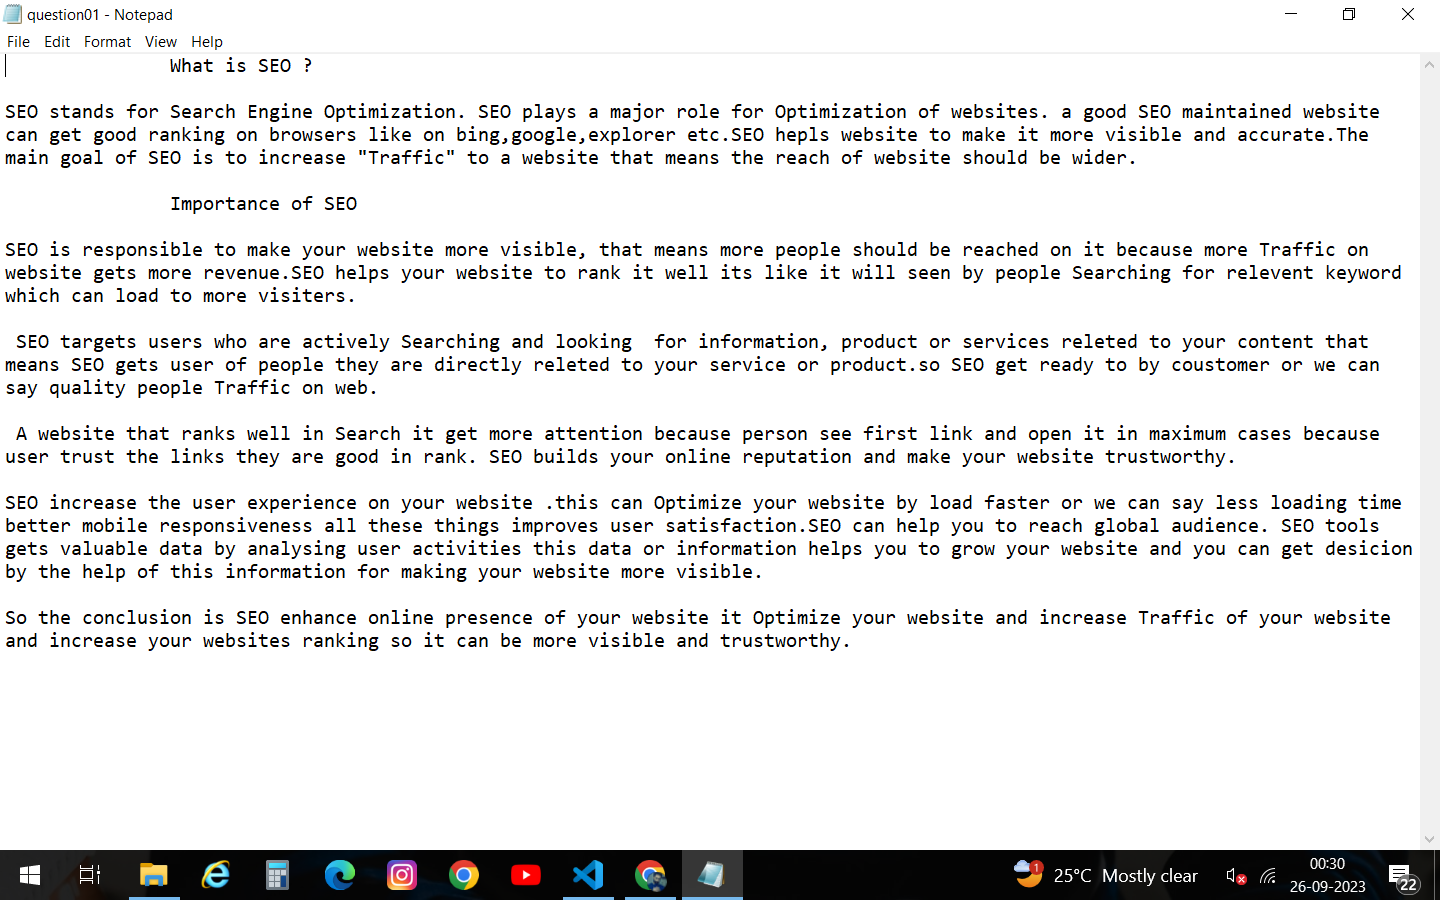 question01 - Notepad
File Edit Format View Help
What is SEO ?
SEO stands for Search Engine Optimization. SEO plays a major role for Optimization of websites. a good SEO maintained website
can get good ranking on browsers like on bing,google,explorer etc.SEO hepls website to make it more visible and accurate.The
main goal of SEO is to increase "Traffic" to a website that means the reach of website should be wider.
Importance of SEO
SEO is responsible to make your website more visible, that means more people should be reached on it because more Traffic on
website gets more revenue.SEO helps your website to rank it well its like it will seen by people Searching for relevent keyword
which can load to more visiters.
SEO targets users who are actively Searching and looking  for information, product or services releted to your content that
means SEO gets user of people they are directly releted to your service or product.so SEO get ready to by coustomer or we can
say quality people Traffic on web.
A website that ranks well in Search it get more attention because person see first link and open it in maximum cases because
user trust the links they are good in rank. SEO builds your online reputation and make your website trustworthy.
SEO increase the user experience on your website .this can Optimize your website by load faster or we can say less loading time
better mobile responsiveness all these things improves user satisfaction.SEO can help you to reach global audience. SEO tools
gets valuable data by analysing user activities this data or information helps you to grow your website and you can get desicion
by the help of this information for making your website more visible.
So the conclusion is SEO enhance online presence of your website it Optimize your website and increase Traffic of your website
and increase your websites ranking so it can be more visible and trustworthy.
1
25°C Mostly clear
00:30
26-09-2023
22